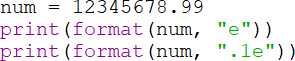 num = 12345678.99
print(format(num, "e"))
print(format(num, ".1e"))